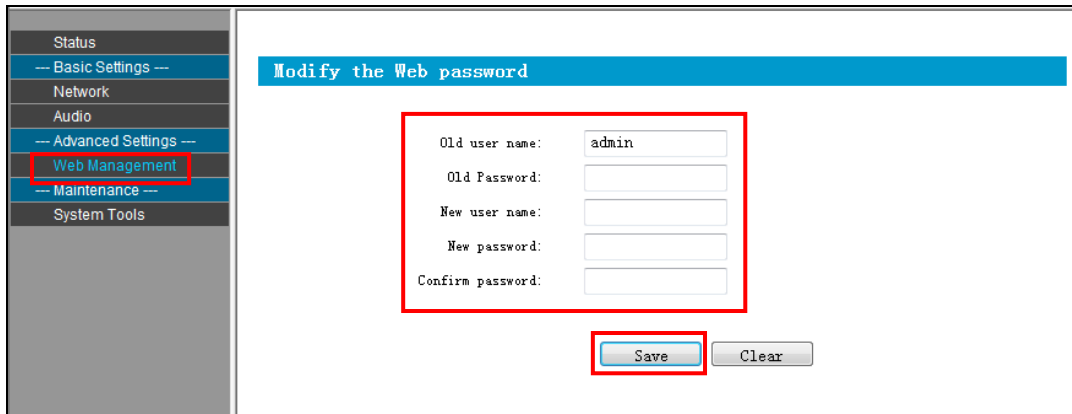 Status
--- Basic Settings ---
Network
Audio
--- Advanced Settings ---
Web Management
--- Maintenance ---
System Tools
Modify the Web password
Old user name: admin
Old Password:
New user name:
New password:
Confirm password:
Save Clear